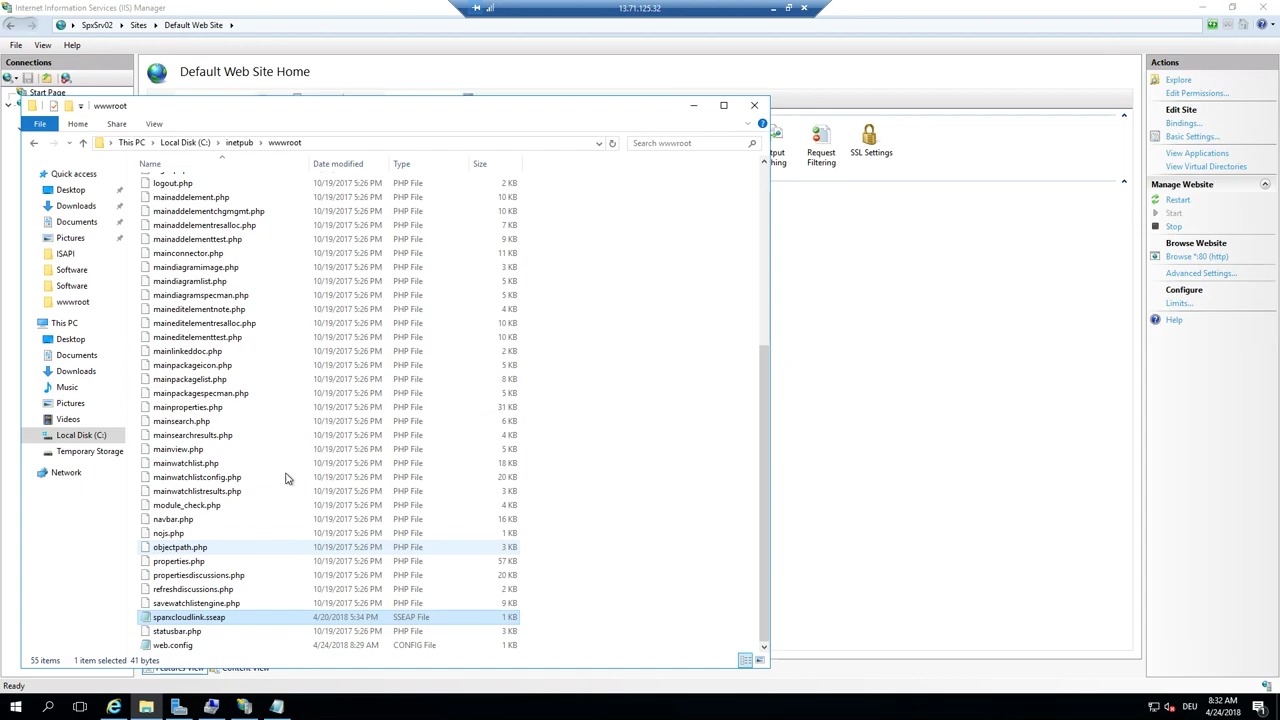 Internet Information Services (IIS) Manager
13.71.125.32
SpxSrv02 Sites Default Web Site
File View Help
Connections
Start Page
Default Web Site Home
Actions
Explore
Edit Permissions...
Edit Site
Bindings...
Basic Settings...
View Applications
View Virtual Directories
Manage Website
Restart
Start
Stop
Browse Website
Browse *:80 (http)
Advanced Settings...
Configure
Limits...
Help
Request
Filtering
SSL Settings
wwwroot
File Home Share View
This PC Local Disk (C:) inetpub wwwroot
Search wwwroot
Quick access
Desktop
Downloads
Documents
Pictures
ISAPI
Software
Software
wwwroot
This PC
Desktop
Documents
Downloads
Music
Pictures
Videos
Local Disk (C:)
Temporary Storage
Network
Name Date modified Type Size
logout.php 10/19/2017 5:26 PM PHP File 2 KB
mainaddelement.php 10/19/2017 5:26 PM PHP File 10 KB
mainaddelementchgmgmt.php 10/19/2017 5:26 PM PHP File 10 KB
mainaddelementresalloc.php 10/19/2017 5:26 PM PHP File 7 KB
mainaddelementtest.php 10/19/2017 5:26 PM PHP File 9 KB
mainconnector.php 10/19/2017 5:26 PM PHP File 11 KB
maindiagramimage.php 10/19/2017 5:26 PM PHP File 3 KB
maindiagramlist.php 10/19/2017 5:26 PM PHP File 5 KB
maindiagramspecman.php 10/19/2017 5:26 PM PHP File 5 KB
maineditelementnote.php 10/19/2017 5:26 PM PHP File 4 KB
maineditelementresalloc.php 10/19/2017 5:26 PM PHP File 10 KB
maineditelementtest.php 10/19/2017 5:26 PM PHP File 10 KB
mainlinkeddoc.php 10/19/2017 5:26 PM PHP File 2 KB
mainpackageicon.php 10/19/2017 5:26 PM PHP File 5 KB
mainpackagelist.php 10/19/2017 5:26 PM PHP File 8 KB
mainpackagespecman.php 10/19/2017 5:26 PM PHP File 5 KB
mainproperties.php 10/19/2017 5:26 PM PHP File 31 KB
mainsearch.php 10/19/2017 5:26 PM PHP File 6 KB
mainsearchresults.php 10/19/2017 5:26 PM PHP File 4 KB
mainview.php 10/19/2017 5:26 PM PHP File 5 KB
mainwatchlist.php 10/19/2017 5:26 PM PHP File 18 KB
mainwatchlistconfig.php 10/19/2017 5:26 PM PHP File 20 KB
mainwatchlistresults.php 10/19/2017 5:26 PM PHP File 3 KB
module_check.php 10/19/2017 5:26 PM PHP File 4 KB
navbar.php 10/19/2017 5:26 PM PHP File 16 KB
nojs.php 10/19/2017 5:26 PM PHP File 1 KB
objectpath.php 10/19/2017 5:26 PM PHP File 3 KB
properties.php 10/19/2017 5:26 PM PHP File 57 KB
propertiesdiscussions.php 10/19/2017 5:26 PM PHP File 20 KB
refreshdiscussions.php 10/19/2017 5:26 PM PHP File 2 KB
savewatchlistengine.php 10/19/2017 5:26 PM PHP File 9 KB
sparxcloudlink.sseap 4/20/2018 5:34 PM SSEAP File 1 KB
statusbar.php 10/19/2017 5:26 PM PHP File 3 KB
web.config 4/24/2018 8:29 AM CONFIG File 1 KB
55 items 1 item selected 41 bytes
Ready
DEU
8:32 AM
4/24/2018